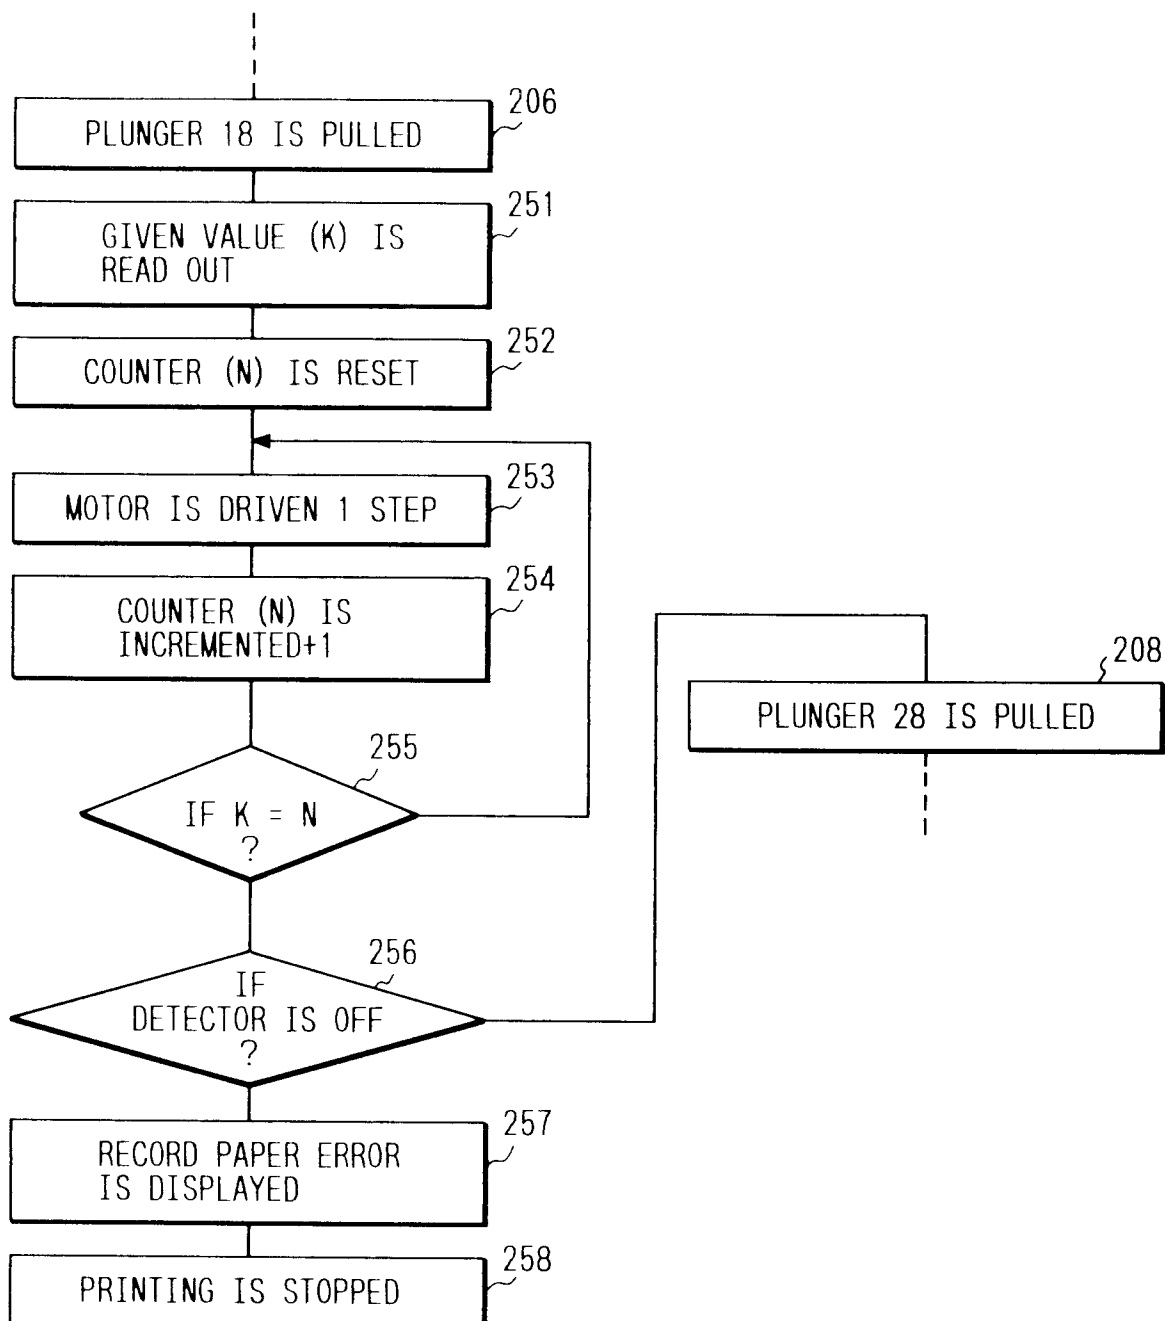 206
PLUNGER 18 IS PULLED
251
GIVEN VALUE (K) IS
READ OUT
252
COUNTER (N) IS RESET
253
MOTOR IS DRIVEN 1 STEP
254
COUNTER (N) IS
INCREMENTED+1
208
PLUNGER 28 IS PULLED
255
IF K = N
?
256
IF
DETECTOR IS OFF
?
257
RECORD PAPER ERROR
IS DISPLAYED
258
PRINTING IS STOPPED